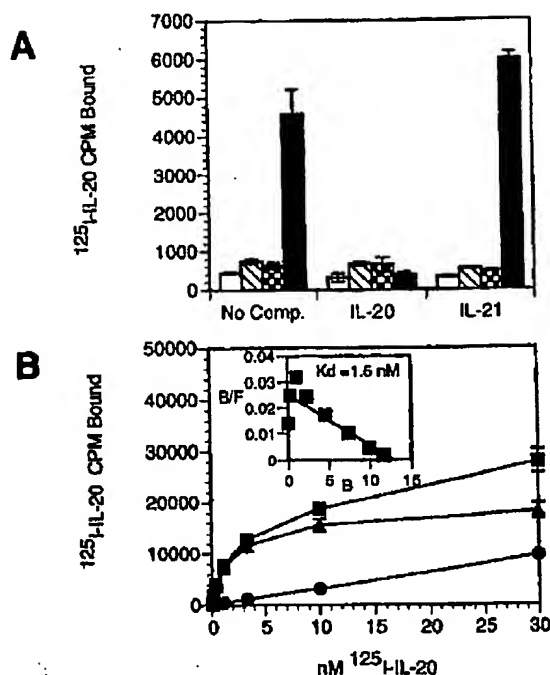 A
¹²⁵I-IL-20 CPM Bound
7000
6000
5000
4000
3000
2000
1000
0
No Comp.
IL-20
IL-21
B
¹²⁵I-IL-20 CPM Bound
50000
40000
30000
20000
10000
0
0.04
0.03
0.02
0.01
0
B/F
Kd =1.6 nM
0 5 10 15
B
0 5 10 15 20 25 30
nM ¹²⁵I-IL-20